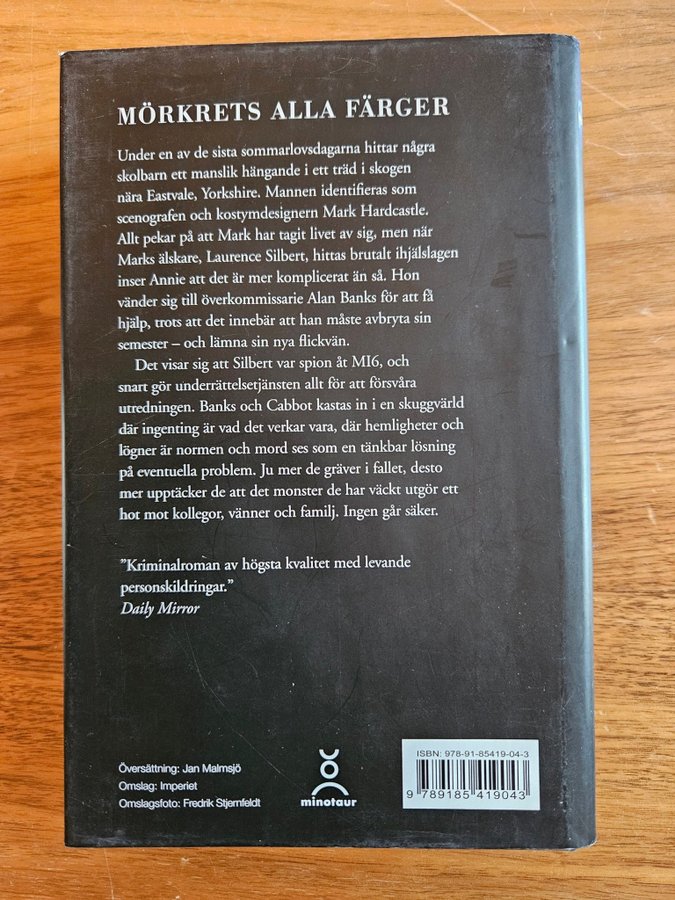 MÖRKRETS ALLA FÄRGER
Under en av de sista sommarlovsdagarna hittar några
skolbarn ett manslik hängande i ett träd i skogen
nära Eastvale, Yorkshire. Mannen identifieras som
scenografen och kostymdesignern Mark Hardcastle.
Allt pekar på att Mark har tagit livet av sig, men när
Marks älskare, Laurence Silbert, hittas brutalt ihjälslagen
inser Annie att det är mer komplicerat än så. Hon
vänder sig till överkommissarie Alan Banks för att få
hjälp, trots att det innebär att han måste avbryta sin
semester – och lämna sin nya flickvän.
Det visar sig att Silbert var spion åt MI6, och
snart gör underrättelsetjänsten allt för att försvåra
utredningen. Banks och Cabbot kastas in i en skuggvärld
där ingenting är vad det verkar vara, där hemligheter och
lögner är normen och mord ses som en tänkbar lösning
på eventuella problem. Ju mer de gräver i fallet, desto
mer upptäcker de att det monster de har väckt utgör ett
hot mot kollegor, vänner och familj. Ingen går säker.
”Kriminalroman av högsta kvalitet med levande
personskildringar.”
Daily Mirror
Översättning: Jan Malmsjö
Omslag: Imperiet
Omslagsfoto: Fredrik Stjernfeldt
minotaur
ISBN: 978-91-85419-04-3
9 789185 419043